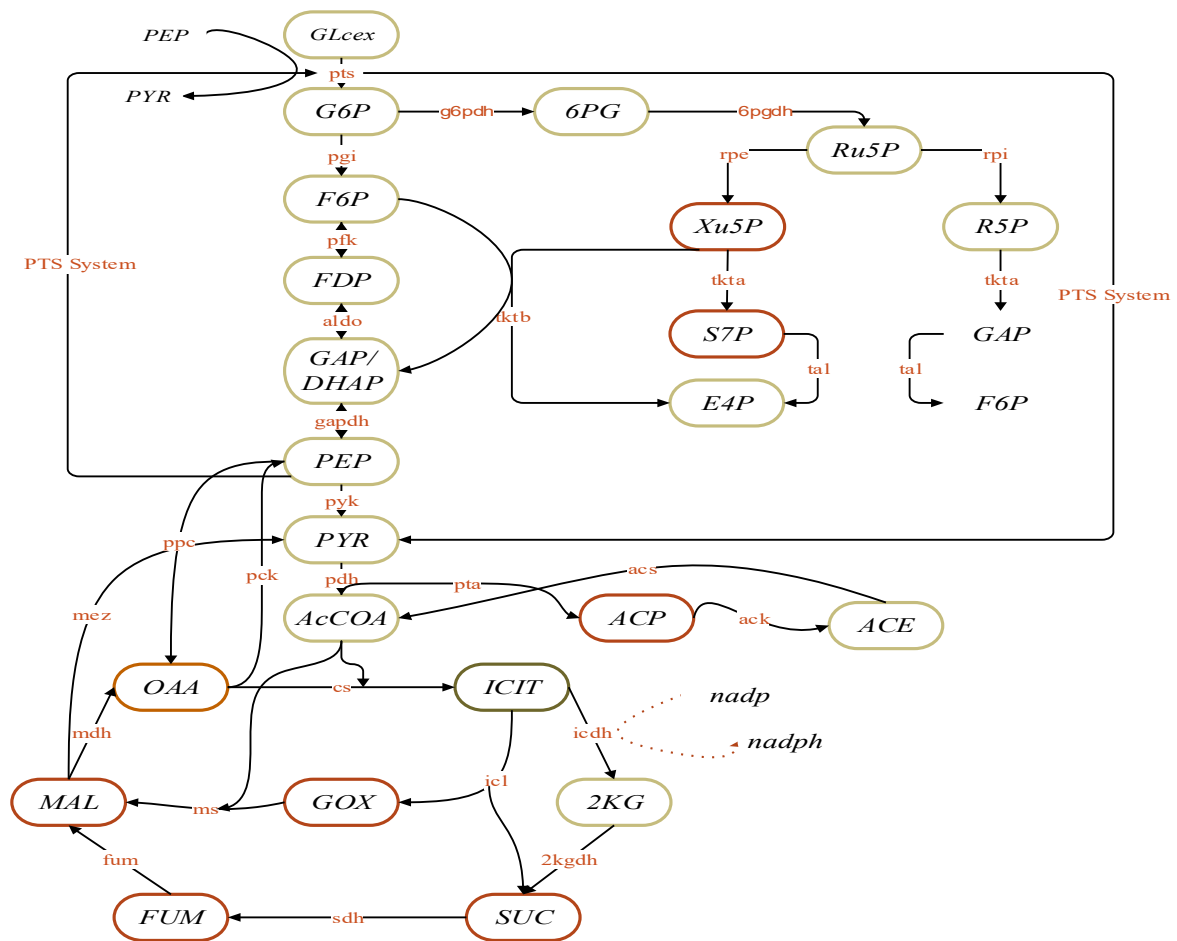 PEP
GLcex
pts
PYR
G6P
g6pdh
6PG
6pgdh
Ru5P
pgi
rpe
rpi
F6P
Xu5P
R5P
pfk
PTS System
FDP
tkta
tkta
PTS System
aldo
tktb
GAP/
DHAP
S7P
GAP
tal
tal
E4P
F6P
gapdh
PEP
pyk
ppc
PYR
pck
pdh
pta
acs
mez
AcCOA
ACP
ack
ACE
OAA
cs
ICIT
nadp
mdh
icdh
nadph
icl
MAL
ms
GOX
2KG
fum
2kgdh
FUM
sdh
SUC